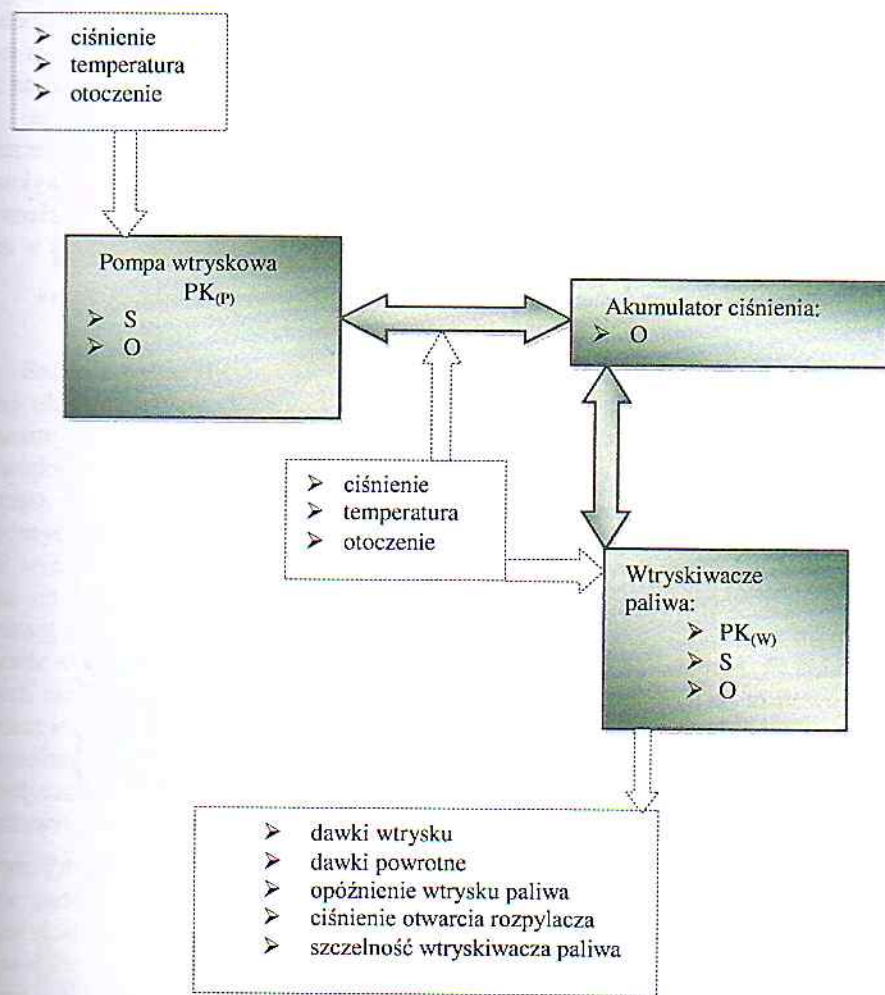 ➢ ciśnienie
➢ temperatura
➢ otoczenie
Pompa wtryskowa
PK(P)
➢ S
➢ O
Akumulator ciśnienia:
➢ O
➢ ciśnienie
➢ temperatura
➢ otoczenie
Wtryskiwacze
paliwa:
➢ PK(W)
➢ S
➢ O
➢ dawki wtrysku
➢ dawki powrotne
➢ opóźnienie wtrysku paliwa
➢ ciśnienie otwarcia rozpylacza
➢ szczelność wtryskiwacza paliwa